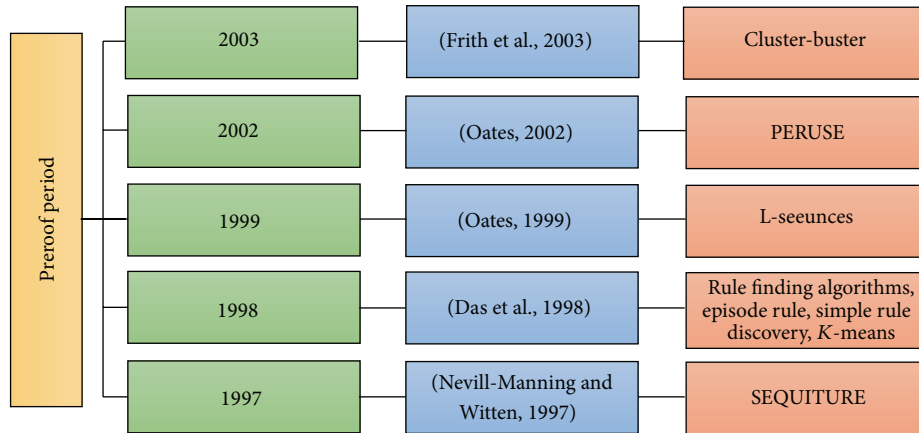 Preroof period
2003
(Frith et al., 2003)
Cluster-buster
2002
(Oates, 2002)
PERUSE
1999
(Oates, 1999)
L-seeunces
1998
(Das et al., 1998)
Rule finding algorithms,
episode rule, simple rule
discovery, K-means
1997
(Nevill-Manning and
Witten, 1997)
SEQUITURE